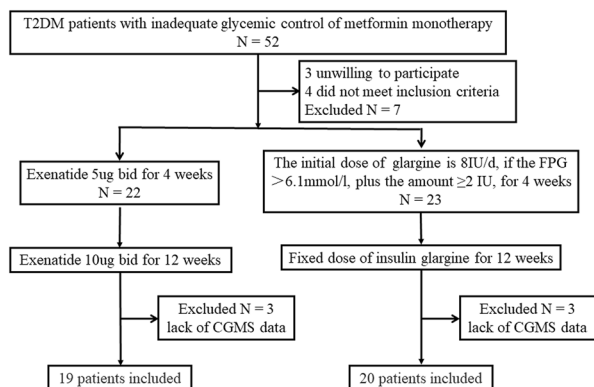 T2DM patients with inadequate glycemic control of metformin monotherapy
N = 52
3 unwilling to participate
4 did not meet inclusion criteria
Excluded N = 7
Exenatide 5ug bid for 4 weeks
N = 22
The initial dose of glargine is 8IU/d, if the FPG
>6.1mmol/l, plus the amount ≥2 IU, for 4 weeks
N = 23
Exenatide 10ug bid for 12 weeks
Fixed dose of insulin glargine for 12 weeks
Excluded N = 3
lack of CGMS data
Excluded N = 3
lack of CGMS data
19 patients included
20 patients included